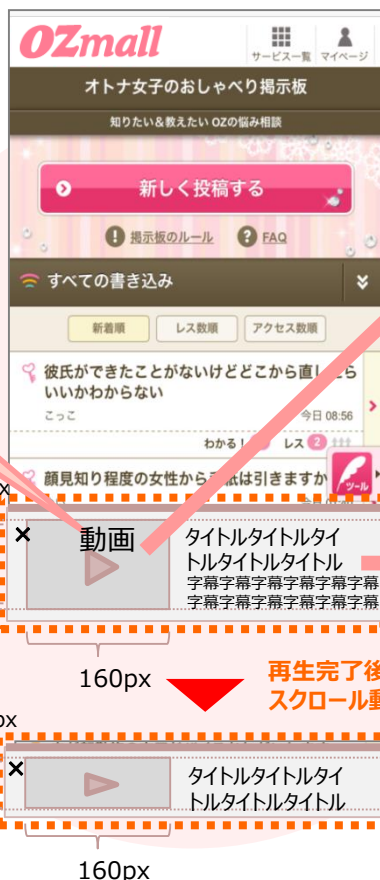 OZmall
サービス一覧 マイページ
オトナ女子のおしゃべり掲示板
知りたい&教えたい OZの悩み相談
新しく投稿する
掲示板のルール FAQ
すべての書き込み
新着順 レス数順 アクセス数順
彼氏ができたことがないけどどこから直し たら
いいかわからない
こっこ 今日 08:56
わかる! レス 2
顔見知り程度の女性から 紙は引きますか
ツール
x
× 動画 タイトルタイトルタイ
トルタイトルタイトル
字幕字幕字幕字幕字幕字幕
字幕字幕字幕字幕字幕字幕
160px
再生完了後
スクロール動
px
× タイトルタイトルタイ
トルタイトルタイトル
160px